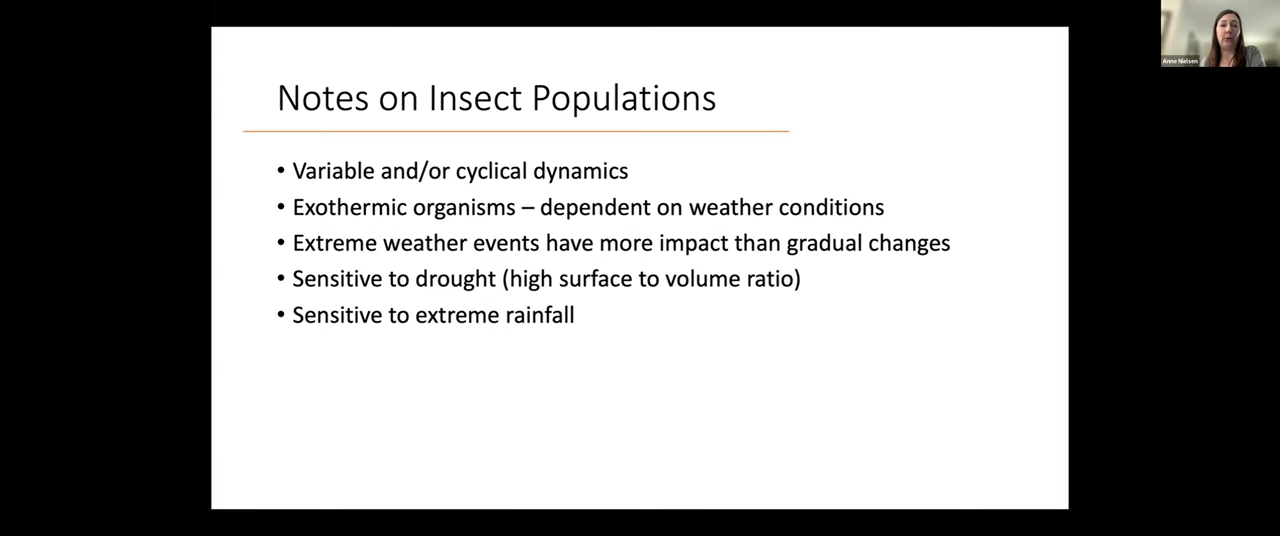 Anne Nielsen
Notes on Insect Populations
• Variable and/or cyclical dynamics
• Exothermic organisms – dependent on weather conditions
• Extreme weather events have more impact than gradual changes
• Sensitive to drought (high surface to volume ratio)
• Sensitive to extreme rainfall